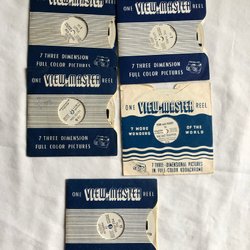 ONE VIEW-MASTER REEL
7 THREE DIMENSION
FULL COLOR PICTURES
ONE VIEW-MASTER REEL
7 THREE DIMENSION
FULL COLOR PICTURES
ONE VIEW-MASTER REEL
7 THREE DIMENSION
FULL COLOR PICTURES
ONE VIEW-MASTER REEL
7 MORE WONDERS OF THE WORLD
7 THREE-DIMENSIONAL PICTURES
IN FULL-COLOR KODACHROME
ONE VIEW-MASTER REEL